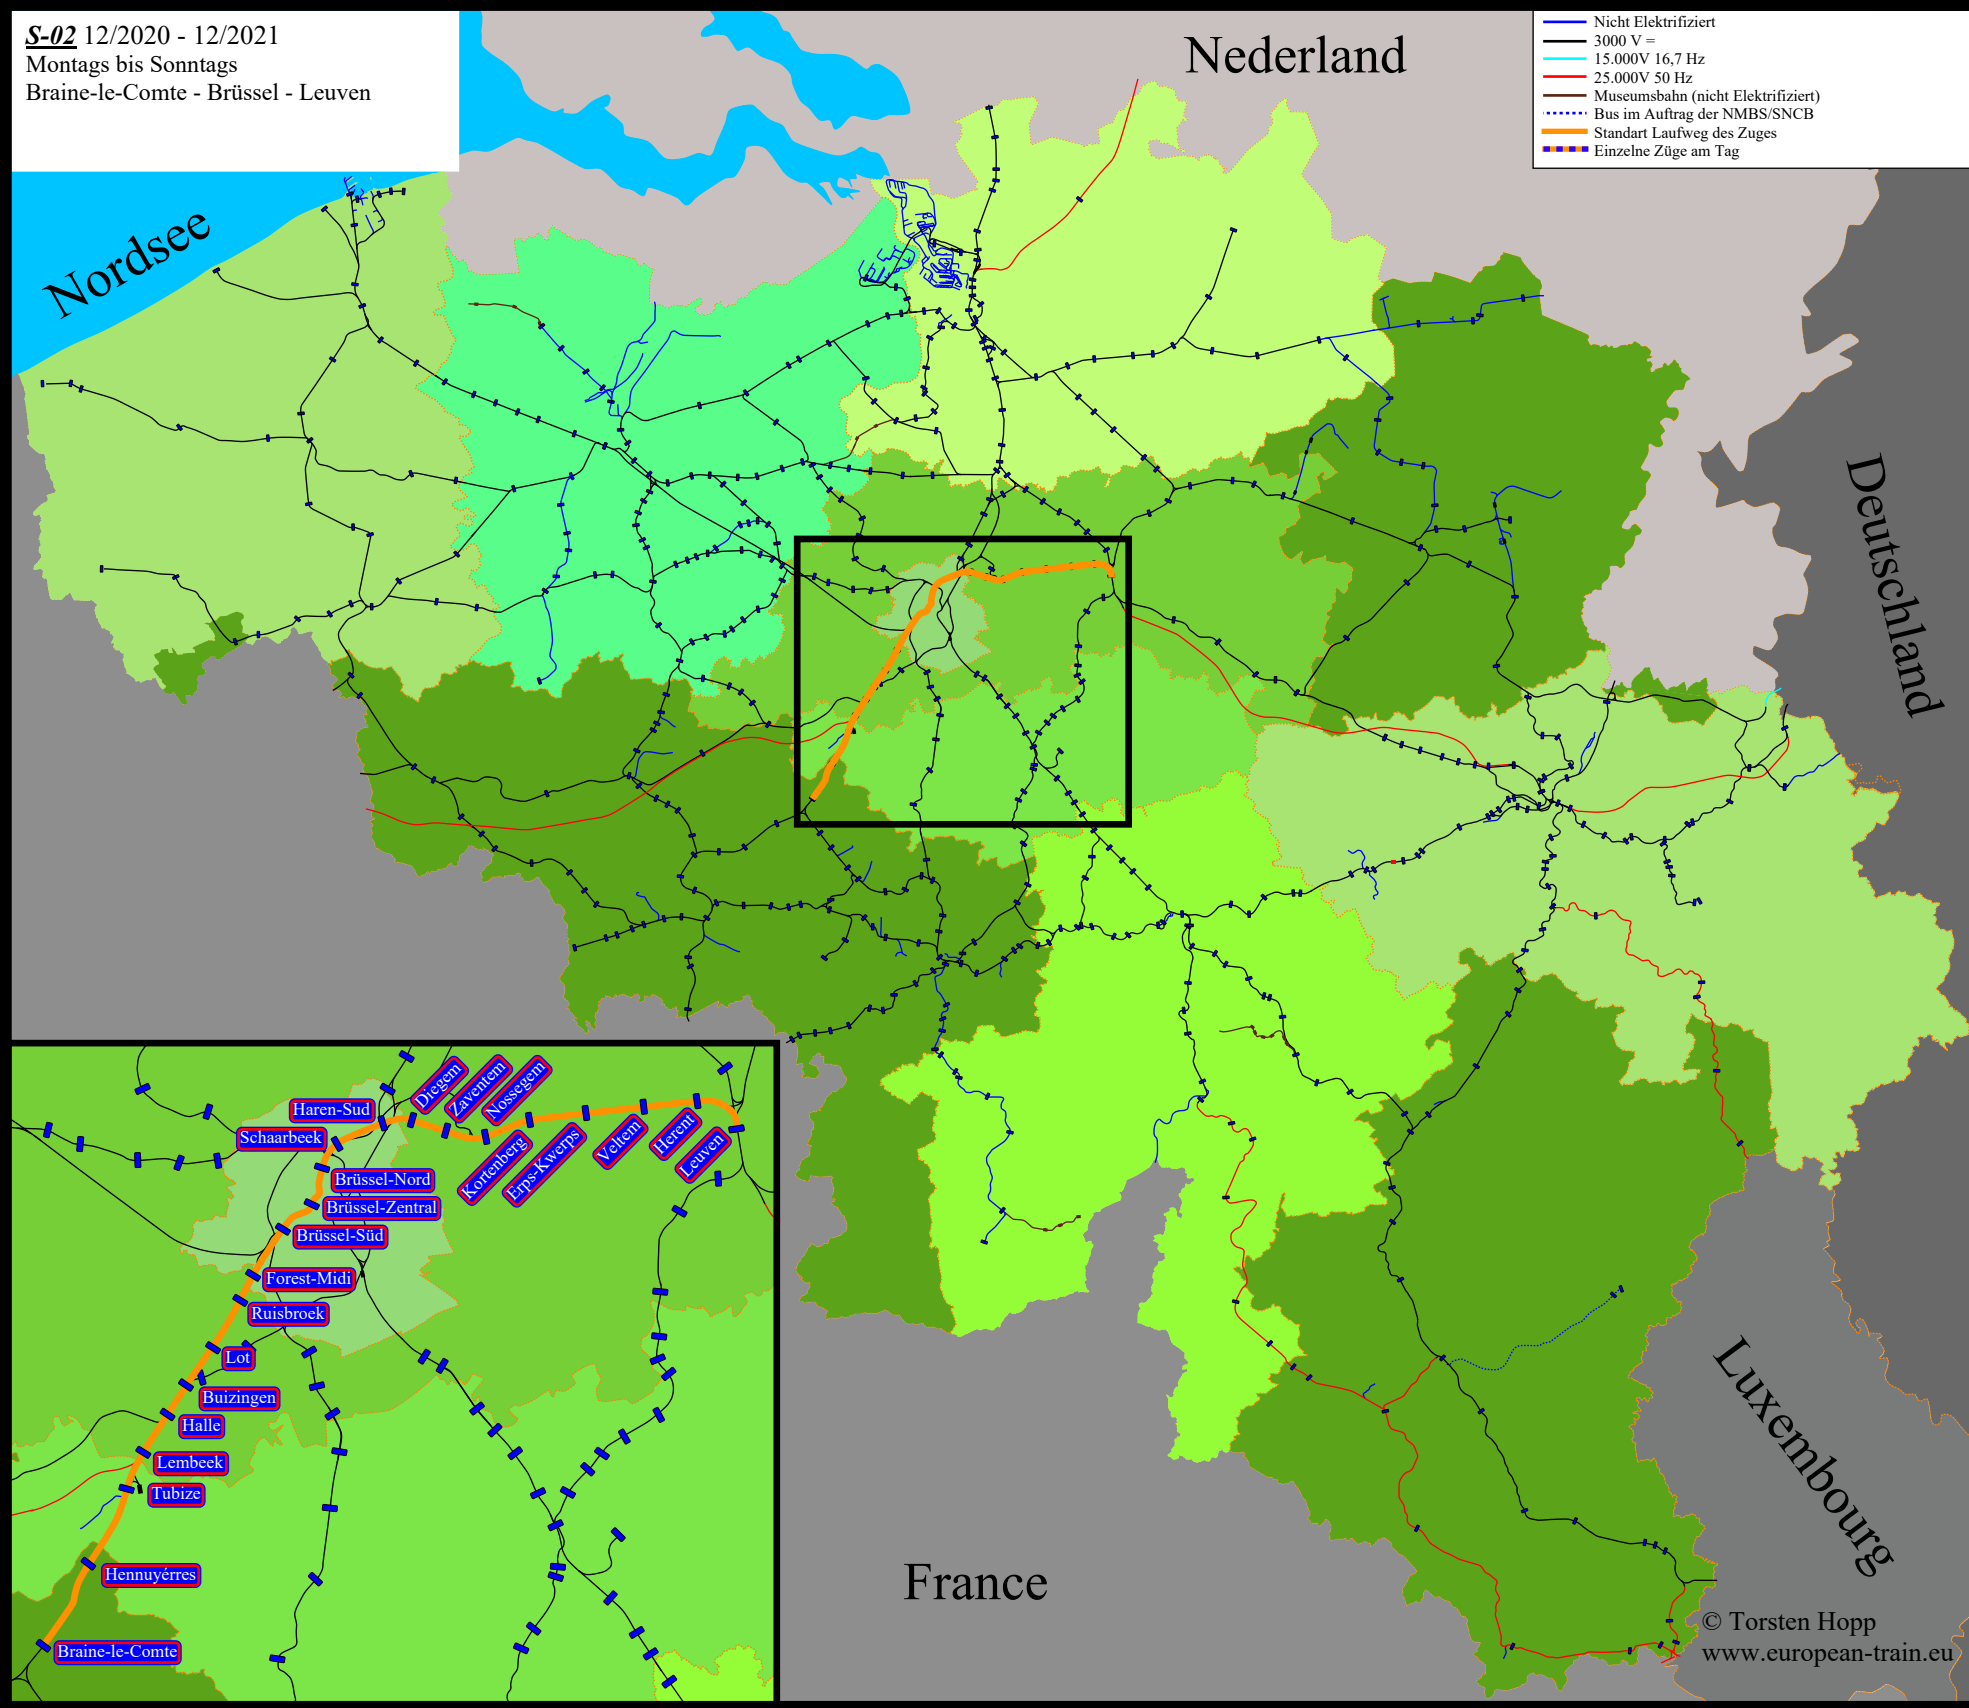 S-02 12/2020 - 12/2021
Montags bis Sonntags
Braine-le-Comte - Brüssel - Leuven
Nicht Elektrifiziert
3000 V =
15.000V 16,7 Hz
25.000V 50 Hz
Museumsbahn (nicht Elektrifiziert)
Bus im Auftrag der NMBS/SNCB
Standart Laufweg des Zuges
Einzelne Züge am Tag
Nederland
Nordsee
Deutschland
Luxembourg
France
Diegem
Zaventem
Nossegem
Haren-Sud
Schaarbeek
Kortenberg
Erps-Kwerps
Veltem
Herent
Leuven
Brüssel-Nord
Brüssel-Zentral
Brüssel-Süd
Forest-Midi
Ruisbroek
Lot
Buizingen
Halle
Lembeek
Tubize
Hennuyérres
Braine-le-Comte
© Torsten Hopp
www.european-train.eu